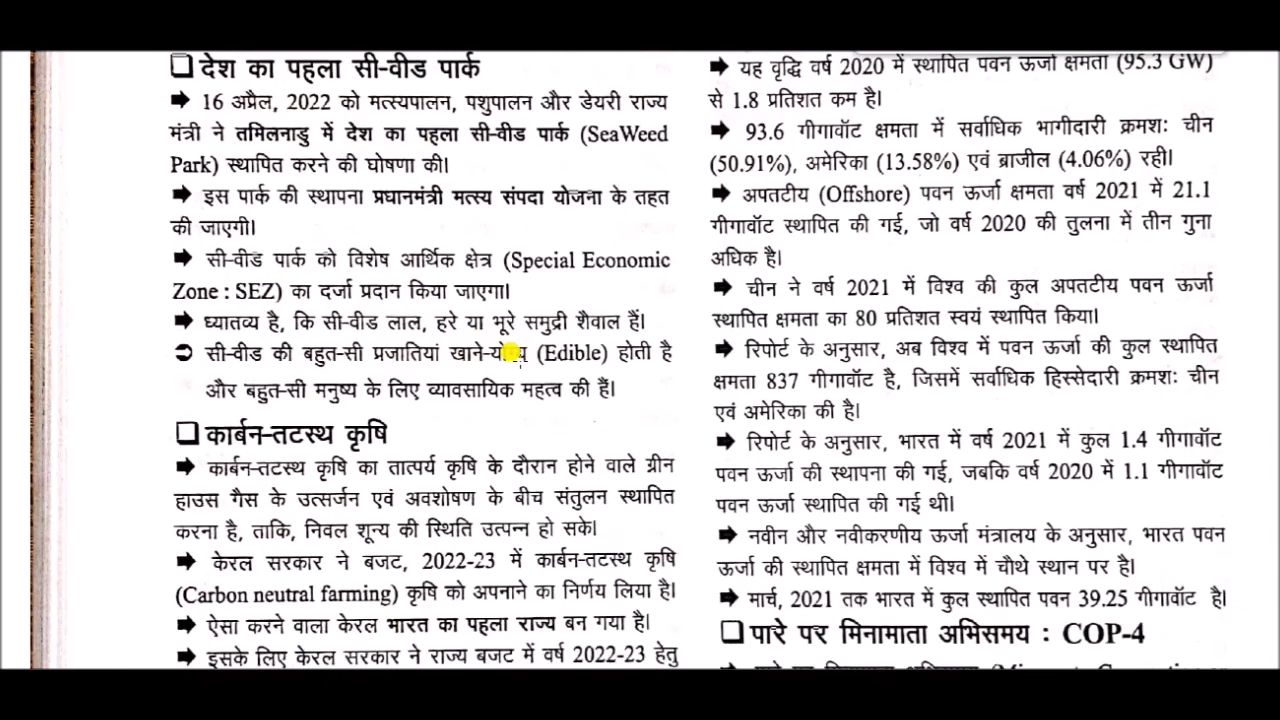 ❑ देश का पहला सी-वीड पार्क
➡ 16 अप्रैल, 2022 को मत्स्यपालन, पशुपालन और डेयरी राज्य
मंत्री ने तमिलनाडु में देश का पहला सी-वीड पार्क (SeaWeed
Park) स्थापित करने की घोषणा की।
➡ इस पार्क की स्थापना प्रधानमंत्री मत्स्य संपदा योजना के तहत
की जाएगी।
➡ सी-वीड पार्क को विशेष आर्थिक क्षेत्र (Special Economic
Zone : SEZ) का दर्जा प्रदान किया जाएगा।
➡ घ्यातव्य है, कि सी-वीड लाल, हरे या भूरे समुद्री शैवाल हैं।
➲ सी-वीड की बहुत-सी प्रजातियां खाने-योग्य (Edible) होती है
और बहुत-सी मनुष्य के लिए व्यावसायिक महत्व की हैं।
❑ कार्बन-तटस्थ कृषि
➡ कार्बन-तटस्थ कृषि का तात्पर्य कृषि के दौरान होने वाले ग्रीन
हाउस गैस के उत्सर्जन एवं अवशोषण के बीच संतुलन स्थापित
करना है, ताकि, निवल शून्य की स्थिति उत्पन्न हो सके।
➡ केरल सरकार ने बजट, 2022-23 में कार्बन-तटस्थ कृषि
(Carbon neutral farming) कृषि को अपनाने का निर्णय लिया है।
➡ ऐसा करने वाला केरल भारत का पहला राज्य बन गया है।
➡ इसके लिए केरल सरकार ने राज्य बजट में वर्ष 2022-23 हेतु
➡ यह वृद्धि वर्ष 2020 में स्थापित पवन ऊर्जा क्षमता (95.3 GW)
से 1.8 प्रतिशत कम है।
➡ 93.6 गीगावॉट क्षमता में सर्वाधिक भागीदारी क्रमशः चीन
(50.91%), अमेरिका (13.58%) एवं ब्राजील (4.06%) रही।
➡ अपतटीय (Offshore) पवन ऊर्जा क्षमता वर्ष 2021 में 21.1
गीगावॉट स्थापित की गई, जो वर्ष 2020 की तुलना में तीन गुना
अधिक है।
➡ चीन ने वर्ष 2021 में विश्व की कुल अपतटीय पवन ऊर्जा
स्थापित क्षमता का 80 प्रतिशत स्वयं स्थापित किया।
➡ रिपोर्ट के अनुसार, अब विश्व में पवन ऊर्जा की कुल स्थापित
क्षमता 837 गीगावॉट है, जिसमें सर्वाधिक हिस्सेदारी क्रमशः चीन
एवं अमेरिका की है।
➡ रिपोर्ट के अनुसार, भारत में वर्ष 2021 में कुल 1.4 गीगावॉट
पवन ऊर्जा की स्थापना की गई, जबकि वर्ष 2020 में 1.1 गीगावॉट
पवन ऊर्जा स्थापित की गई थी।
➡ नवीन और नवीकरणीय ऊर्जा मंत्रालय के अनुसार, भारत पवन
ऊर्जा की स्थापित क्षमता में विश्व में चौथे स्थान पर है।
➡ मार्च, 2021 तक भारत में कुल स्थापित पवन 39.25 गीगावॉट है।
❑ पारे पर मिनामाता अभिसमय : COP-4